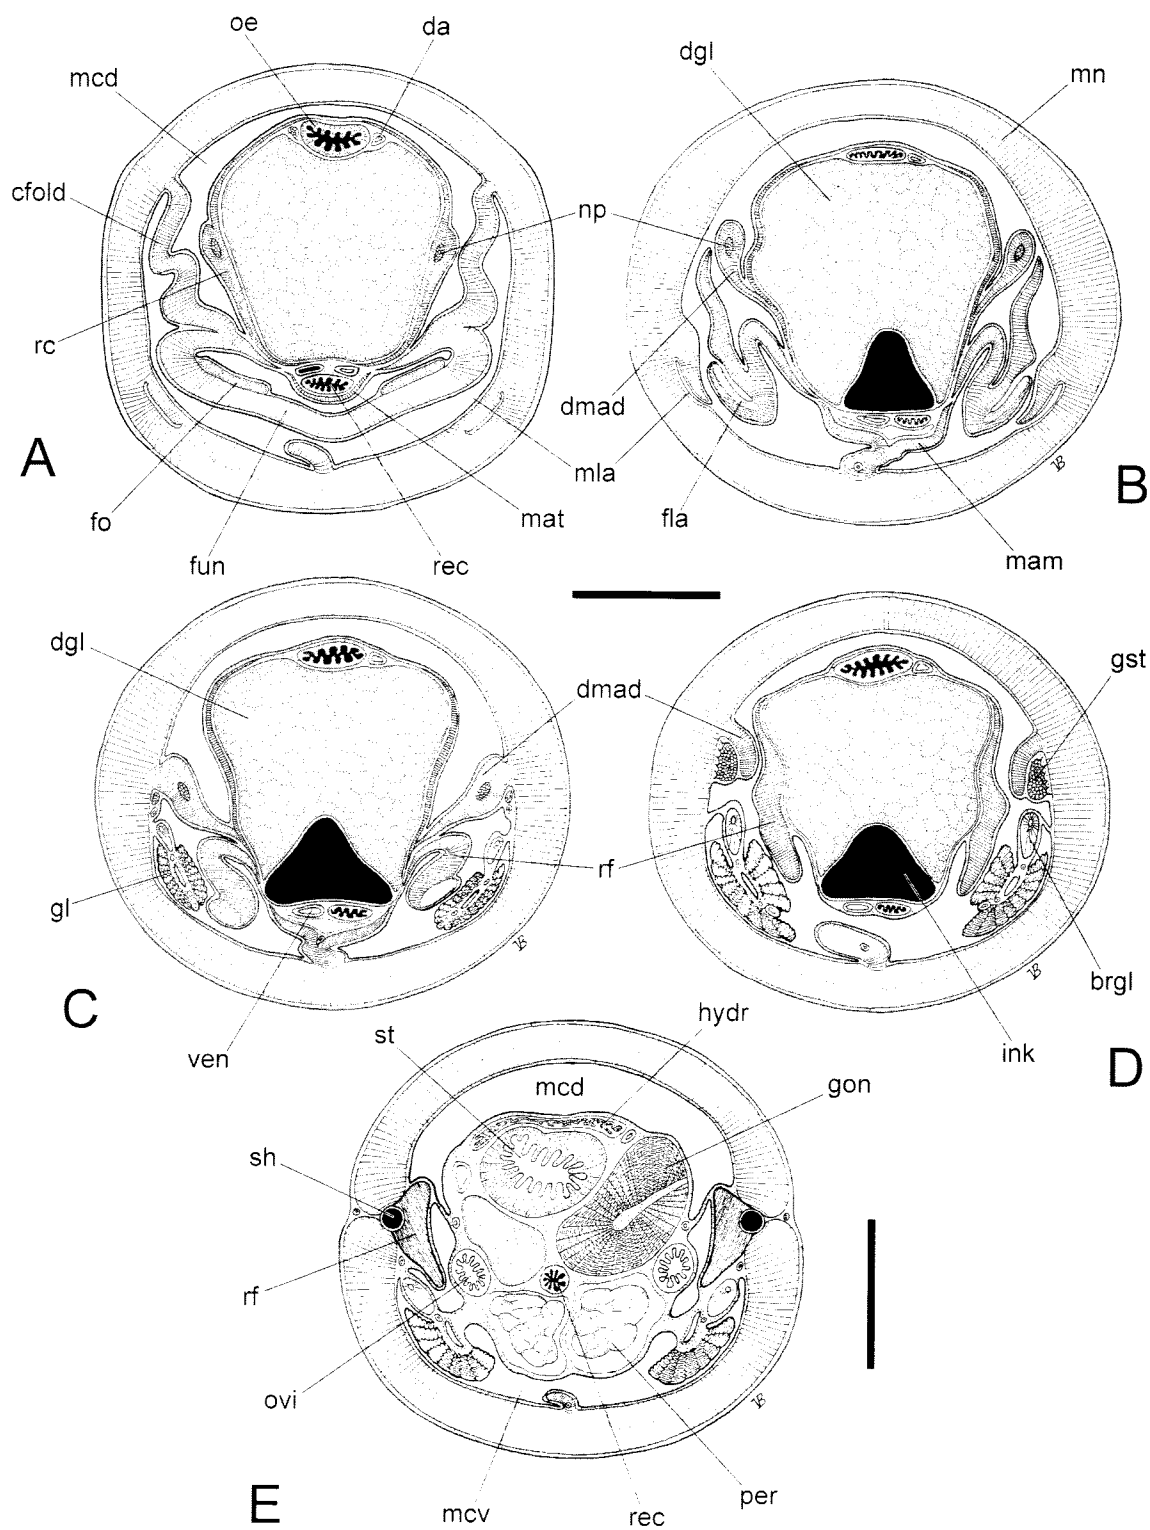 oe
da
mcd
cfold
rc
A
fo
fun
rec
mat
mla
np
dgl
mn
dmad
fla
mam
B
dgl
gl
C
ven
dmad
rf
gst
brgl
ink
D
st
hydr
mcd
gon
sh
rf
ovi
mcv
rec
per
E